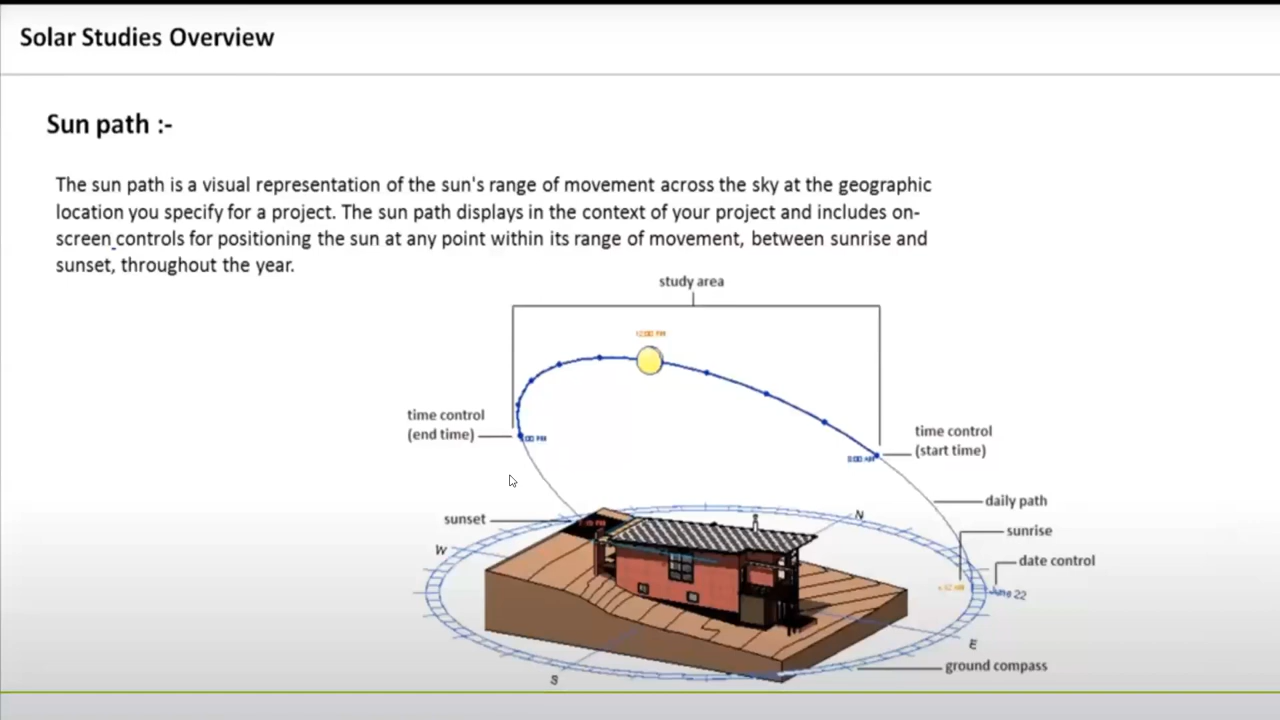 Solar Studies Overview
Sun path :-
The sun path is a visual representation of the sun's range of movement across the sky at the geographic
location you specify for a project. The sun path displays in the context of your project and includes on-
screen controls for positioning the sun at any point within its range of movement, between sunrise and
sunset, throughout the year.
study area
12:00 PM
time control
(end time)
time control
(start time)
daily path
sunset
N
sunrise
W
date control
June 22
E
ground compass
S